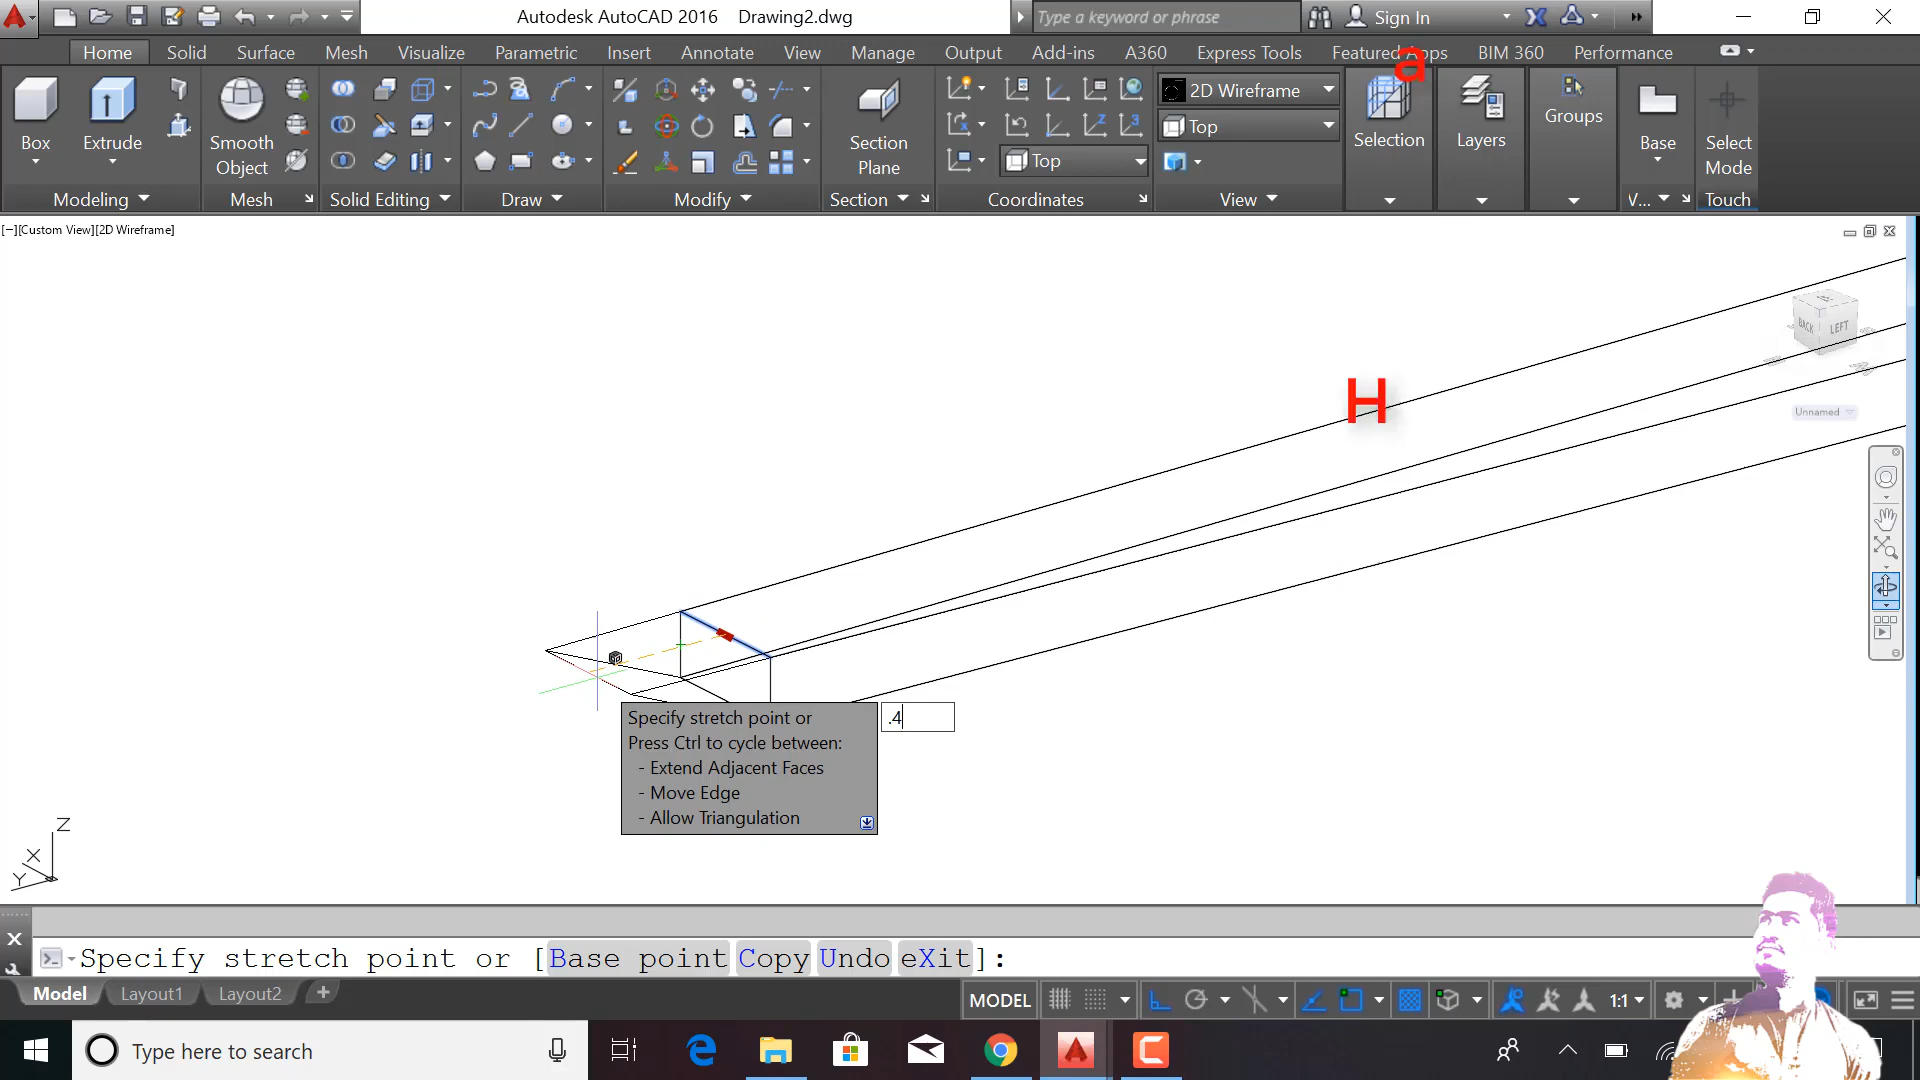 Autodesk AutoCAD 2016 Drawing2.dwg
Type a keyword or phrase
Sign In
Home Solid Surface Mesh Visualize Parametric Insert Annotate View Manage Output Add-ins A360 Express Tools Featured Apps BIM 360 Performance
a
Box
Extrude
Smooth Object
Section Plane
2D Wireframe
Top
Top
Selection
Layers
Groups
Base
Select Mode
Modeling
Mesh
Solid Editing
Draw
Modify
Section
Coordinates
View
V...
Touch
[−][Custom View][2D Wireframe]
BACK LEFT
H
Unnamed
Specify stretch point or
Press Ctrl to cycle between:
- Extend Adjacent Faces
- Move Edge
- Allow Triangulation
.4
Z
X
Y
Specify stretch point or [Base point Copy Undo eXit]:
Model Layout1 Layout2 +
MODEL
1:1
Type here to search